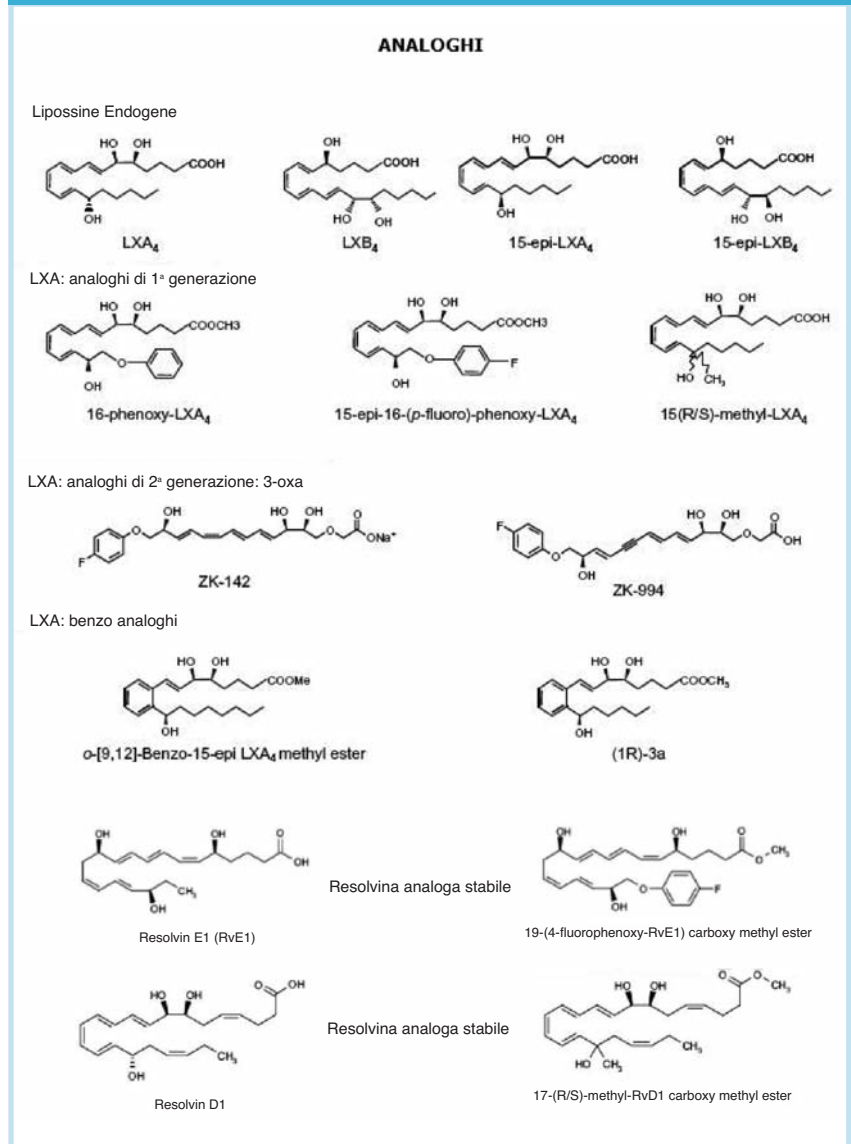 ANALOGHI
Lipossine Endogene
HO OH
COOH
OH
LXA4
OH
COOH
HO OH
LXB4
HO OH
COOH
OH
15-epi-LXA4
OH
COOH
HO OH
15-epi-LXB4
LXA: analoghi di 1ª generazione
HO OH
COOCH3
O
OH
16-phenoxy-LXA4
HO OH
COOCH3
O
F
OH
15-epi-16-(p-fluoro)-phenoxy-LXA4
HO OH
COOH
HO CH3
15(R/S)-methyl-LXA4
LXA: analoghi di 2ª generazione: 3-oxa
OH
HO OH
O
O
O
ONa+
F
ZK-142
HO OH
O
F
O
OH
O
OH
ZK-994
LXA: benzo analoghi
HO OH
COOMe
OH
o-[9,12]-Benzo-15-epi LXA4 methyl ester
HO OH
COOCH3
OH
(1R)-3a
OH
OH
O
OH
CH3
OH
Resolvin E1 (RvE1)
Resolvina analoga stabile
OH
OH
O
O
CH3
O
F
OH
19-(4-fluorophenoxy-RvE1) carboxy methyl ester
O
OH
HO OH
CH3
OH
Resolvin D1
Resolvina analoga stabile
O
O
CH3
HO OH
CH3
HO CH3
17-(R/S)-methyl-RvD1 carboxy methyl ester